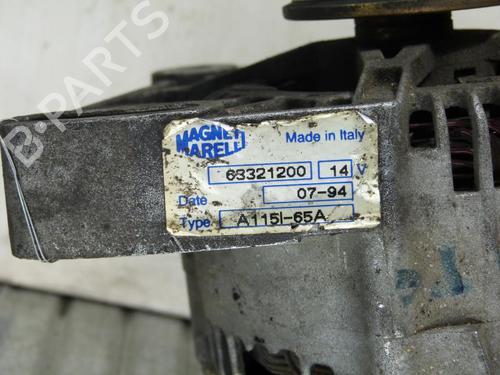 MAGNETI
MARELLI
Made in Italy
63321200 14 V
Date 07-94
Type A115I-65A
B-PARTS